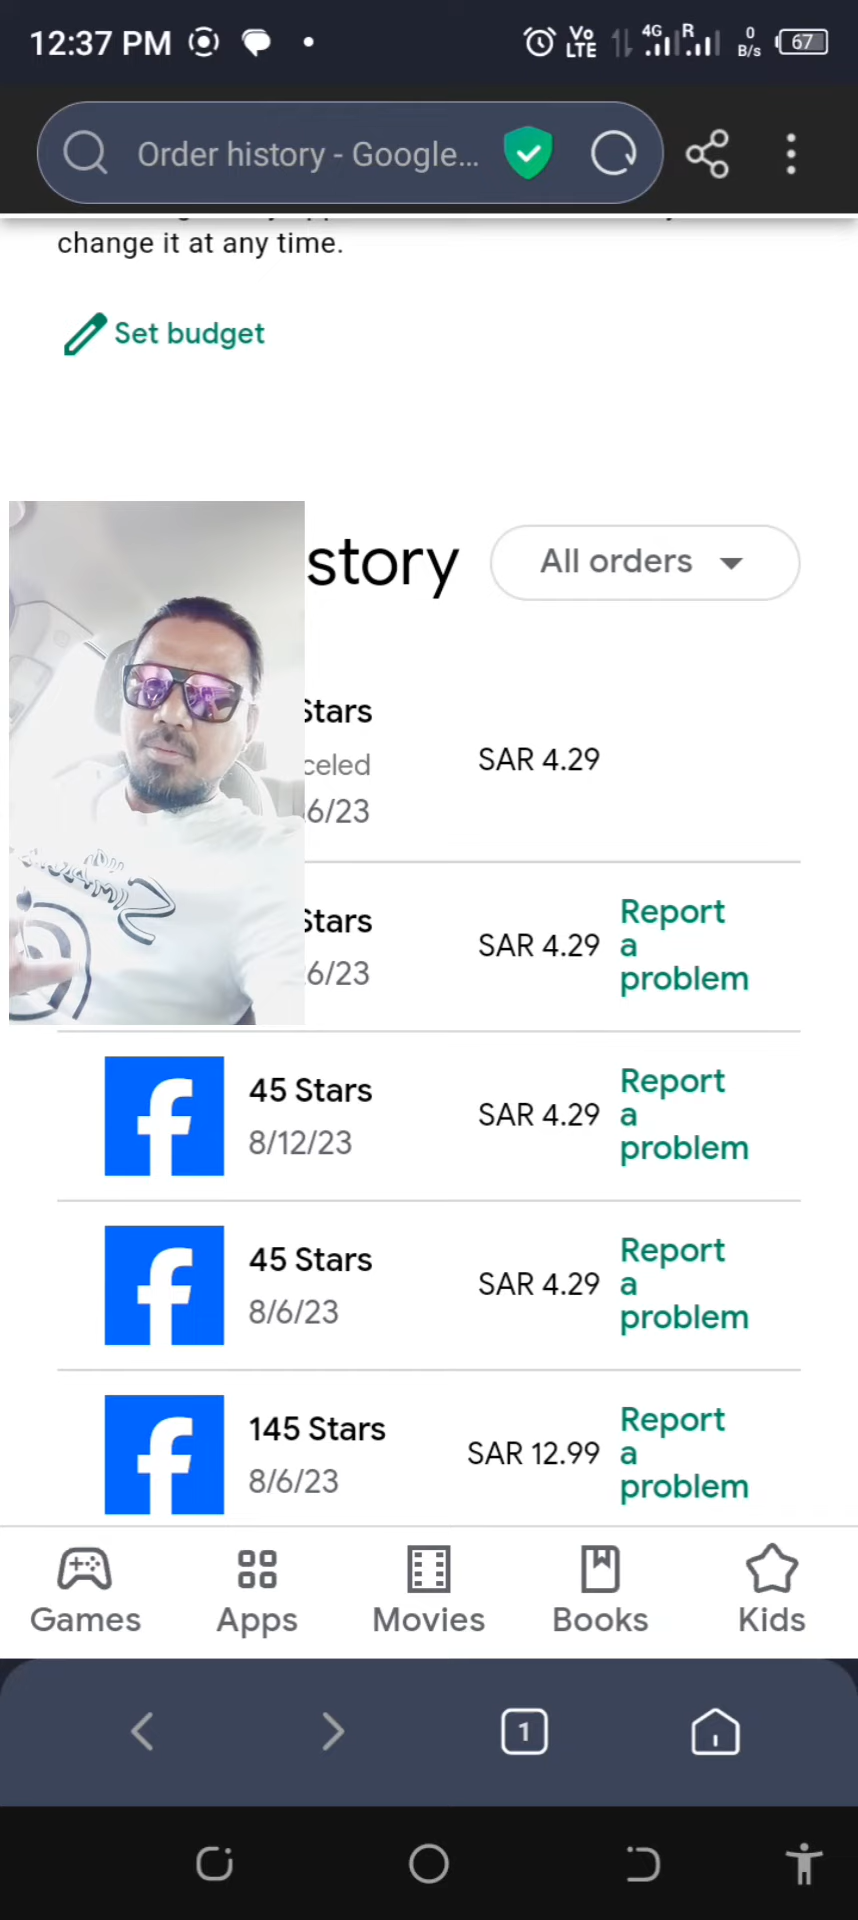 12:37 PM
Vo
LTE
4G
R
0
B/s
67
Order history - Google...
change it at any time.
Set budget
story
All orders
Stars
celed
6/23
SAR 4.29
Stars
6/23
SAR 4.29
Report
a
problem
45 Stars
8/12/23
SAR 4.29
Report
a
problem
45 Stars
8/6/23
SAR 4.29
Report
a
problem
145 Stars
8/6/23
SAR 12.99
Report
a
problem
Games
Apps
Movies
Books
Kids
1